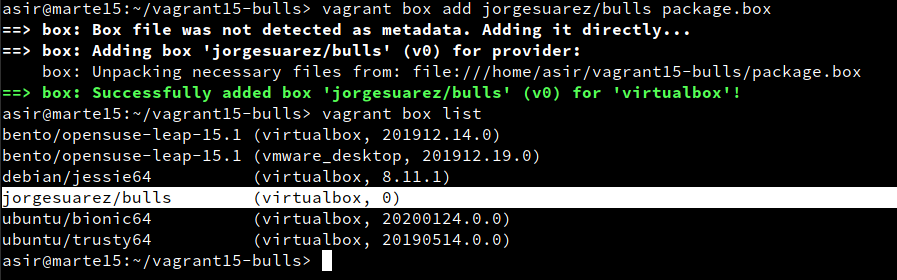 asir@marte15:~/vagrant15-bulls> vagrant box add jorgesuarez/bulls package.box
==> box: Box file was not detected as metadata. Adding it directly...
==> box: Adding box 'jorgesuarez/bulls' (v0) for provider:
    box: Unpacking necessary files from: file:///home/asir/vagrant15-bulls/package.box
==> box: Successfully added box 'jorgesuarez/bulls' (v0) for 'virtualbox'!
asir@marte15:~/vagrant15-bulls> vagrant box list
bento/opensuse-leap-15.1 (virtualbox, 201912.14.0)
bento/opensuse-leap-15.1 (vmware_desktop, 201912.19.0)
debian/jessie64          (virtualbox, 8.11.1)
jorgesuarez/bulls        (virtualbox, 0)
ubuntu/bionic64          (virtualbox, 20200124.0.0)
ubuntu/trusty64          (virtualbox, 20190514.0.0)
asir@marte15:~/vagrant15-bulls>